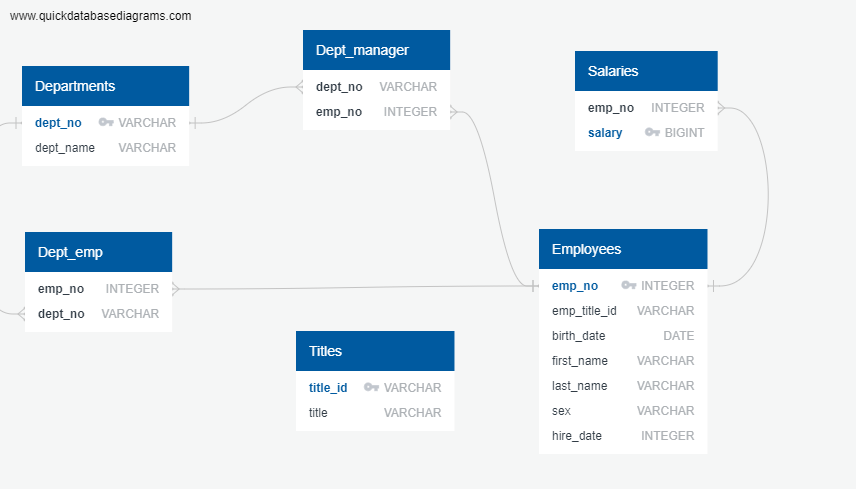 www.quickdatabasediagrams.com
Departments
dept_no VARCHAR
dept_name VARCHAR
Dept_manager
dept_no VARCHAR
emp_no INTEGER
Salaries
emp_no INTEGER
salary BIGINT
Dept_emp
emp_no INTEGER
dept_no VARCHAR
Employees
emp_no INTEGER
emp_title_id VARCHAR
birth_date DATE
first_name VARCHAR
last_name VARCHAR
sex VARCHAR
hire_date INTEGER
Titles
title_id VARCHAR
title VARCHAR